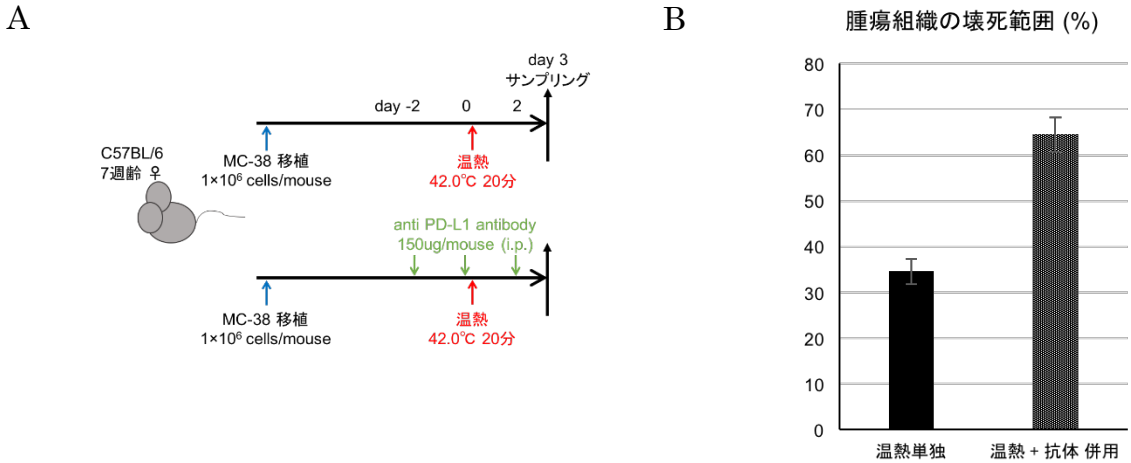 A
day 3
サンプリング
day -2
0
2
C57BL/6
7週齢 ♀
MC-38 移植
1×10⁶ cells/mouse
温熱
42.0℃ 20分
anti PD-L1 antibody
150ug/mouse (i.p.)
MC-38 移植
1×10⁶ cells/mouse
温熱
42.0℃ 20分
B
腫瘍組織の壊死範囲 (%)
80
70
60
50
40
30
20
10
0
温熱単独
温熱 + 抗体 併用